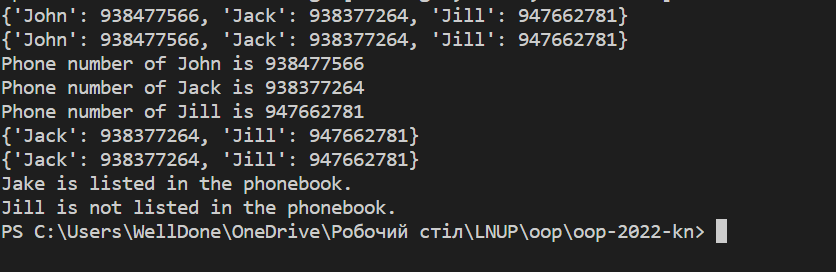 {'John': 938477566, 'Jack': 938377264, 'Jill': 947662781}
{'John': 938477566, 'Jack': 938377264, 'Jill': 947662781}
Phone number of John is 938477566
Phone number of Jack is 938377264
Phone number of Jill is 947662781
{'Jack': 938377264, 'Jill': 947662781}
{'Jack': 938377264, 'Jill': 947662781}
Jake is listed in the phonebook.
Jill is not listed in the phonebook.
PS C:\Users\WellDone\OneDrive\Робочий стіл\LNUP\oop\oop-2022-kn>